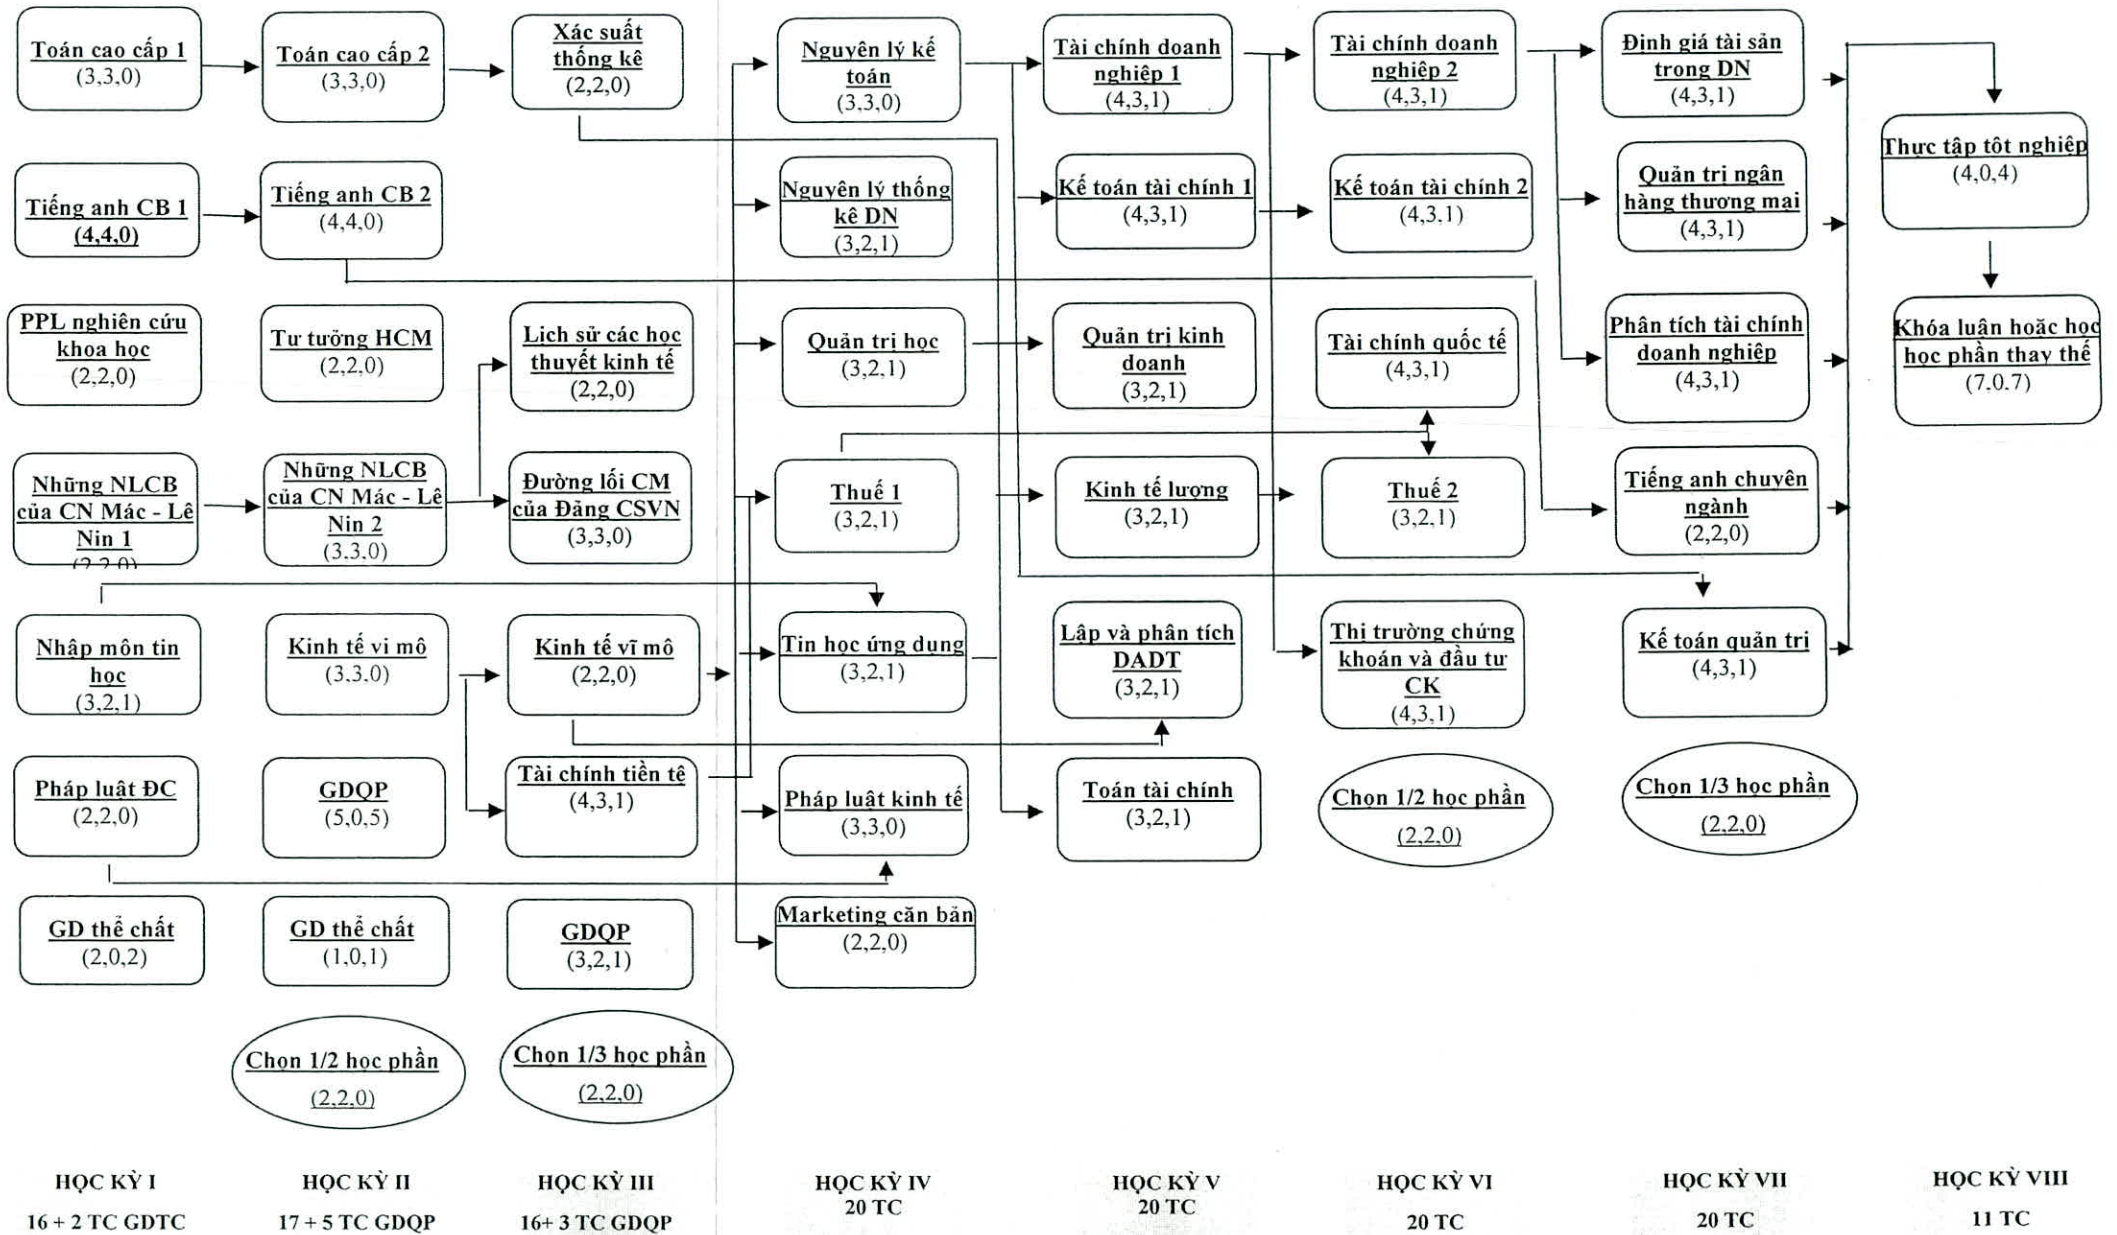 Toán cao cấp 1
(3,3,0)
Tiếng anh CB 1
(4,4,0)
PPL nghiên cứu
khoa học
(2,2,0)
Những NLCB
của CN Mác - Lê
Nin 1
(2,2,0)
Nhập môn tin
học
(3,2,1)
Pháp luật ĐC
(2,2,0)
GD thể chất
(2,0,2)
Toán cao cấp 2
(3,3,0)
Tiếng anh CB 2
(4,4,0)
Tư tưởng HCM
(2,2,0)
Những NLCB
của CN Mác - Lê
Nin 2
(3.3.0)
Kinh tế vi mô
(3.3.0)
GDQP
(5,0,5)
GD thể chất
(1,0,1)
Chọn 1/2 học phần
(2,2,0)
Xác suất
thống kê
(2,2,0)
Lịch sử các học
thuyết kinh tế
(2,2,0)
Đường lối CM
của Đảng CSVN
(3,3,0)
Kinh tế vĩ mô
(2,2,0)
Tài chính tiền tệ
(4,3,1)
GDQP
(3,2,1)
Chọn 1/3 học phần
(2,2,0)
Nguyên lý kế
toán
(3,3,0)
Nguyên lý thống
kê DN
(3,2,1)
Quản trị học
(3,2,1)
Thuế 1
(3,2,1)
Tin học ứng dụng
(3,2,1)
Pháp luật kinh tế
(3,3,0)
Marketing căn bản
(2,2,0)
Tài chính doanh
nghiệp 1
(4,3,1)
Kế toán tài chính 1
(4,3,1)
Quản trị kinh
doanh
(3,2,1)
Kinh tế lượng
(3,2,1)
Lập và phân tích
DADT
(3,2,1)
Toán tài chính
(3,2,1)
Tài chính doanh
nghiệp 2
(4,3,1)
Kế toán tài chính 2
(4,3.1)
Tài chính quốc tế
(4,3,1)
Thuế 2
(3,2,1)
Thị trường chứng
khoán và đầu tư
CK
(4,3,1)
Chọn 1/2 học phần
(2,2,0)
Định giá tài sản
trong DN
(4,3,1)
Quản trị ngân
hàng thương mại
(4,3,1)
Phân tích tài chính
doanh nghiệp
(4,3,1)
Tiếng anh chuyên
ngành
(2,2,0)
Kế toán quản trị
(4,3,1)
Chọn 1/3 học phần
(2,2,0)
Thực tập tôt nghiệp
(4,0,4)
Khóa luận hoặc học
học phần thay thế
(7.0.7)
HỌC KỲ I
16 + 2 TC GDTC
HỌC KỲ II
17 + 5 TC GDQP
HỌC KỲ III
16+ 3 TC GDQP
HỌC KỲ IV
20 TC
HỌC KỲ V
20 TC
HỌC KỲ VI
20 TC
HỌC KỲ VII
20 TC
HỌC KỲ VIII
11 TC